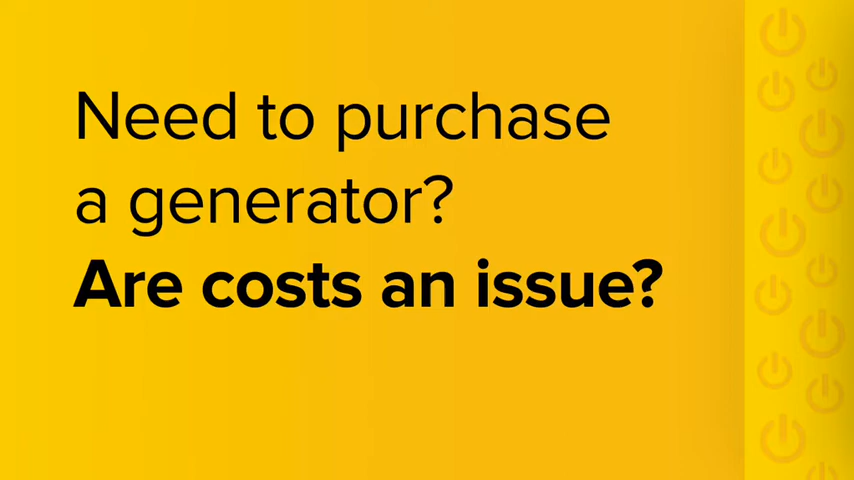 Need to purchase
a generator?
Are costs an issue?